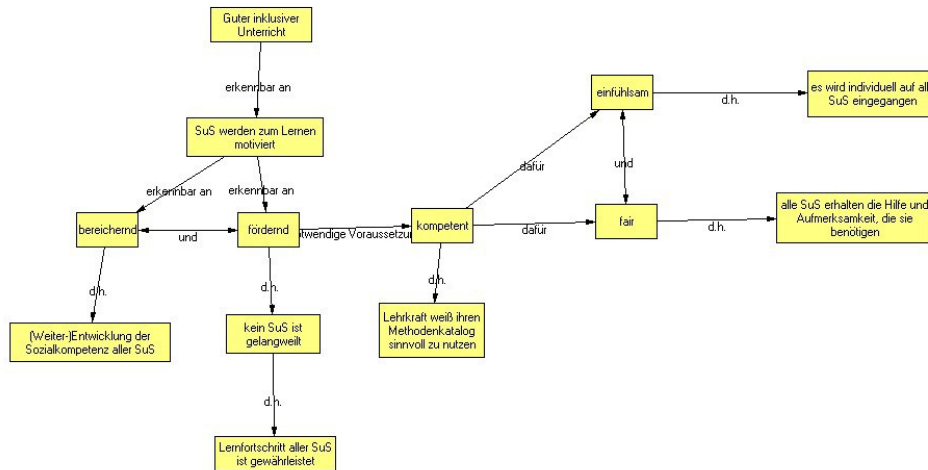 Guter inklusiver
Unterricht
erkennbar an
SuS werden zum Lernen
motiviert
erkennbar an
erkennbar an
bereichernd
und
fördernd
otwendige Voraussetzun
kompetent
dafür
einfühlsam
d.h.
es wird individuell auf all
SuS eingegangen
und
dafür
fair
d.h.
alle SuS erhalten die Hilfe und
Aufmerksamkeit, die sie
benötigen
d.h.
(Weiter-)Entwicklung der
Sozialkompetenz aller SuS
d.h.
kein SuS ist
gelangweilt
d.h.
Lernfortschritt aller SuS
ist gewährleistet
d.h.
Lehrkraft weiß ihren
Methodenkatalog
sinnvoll zu nutzen